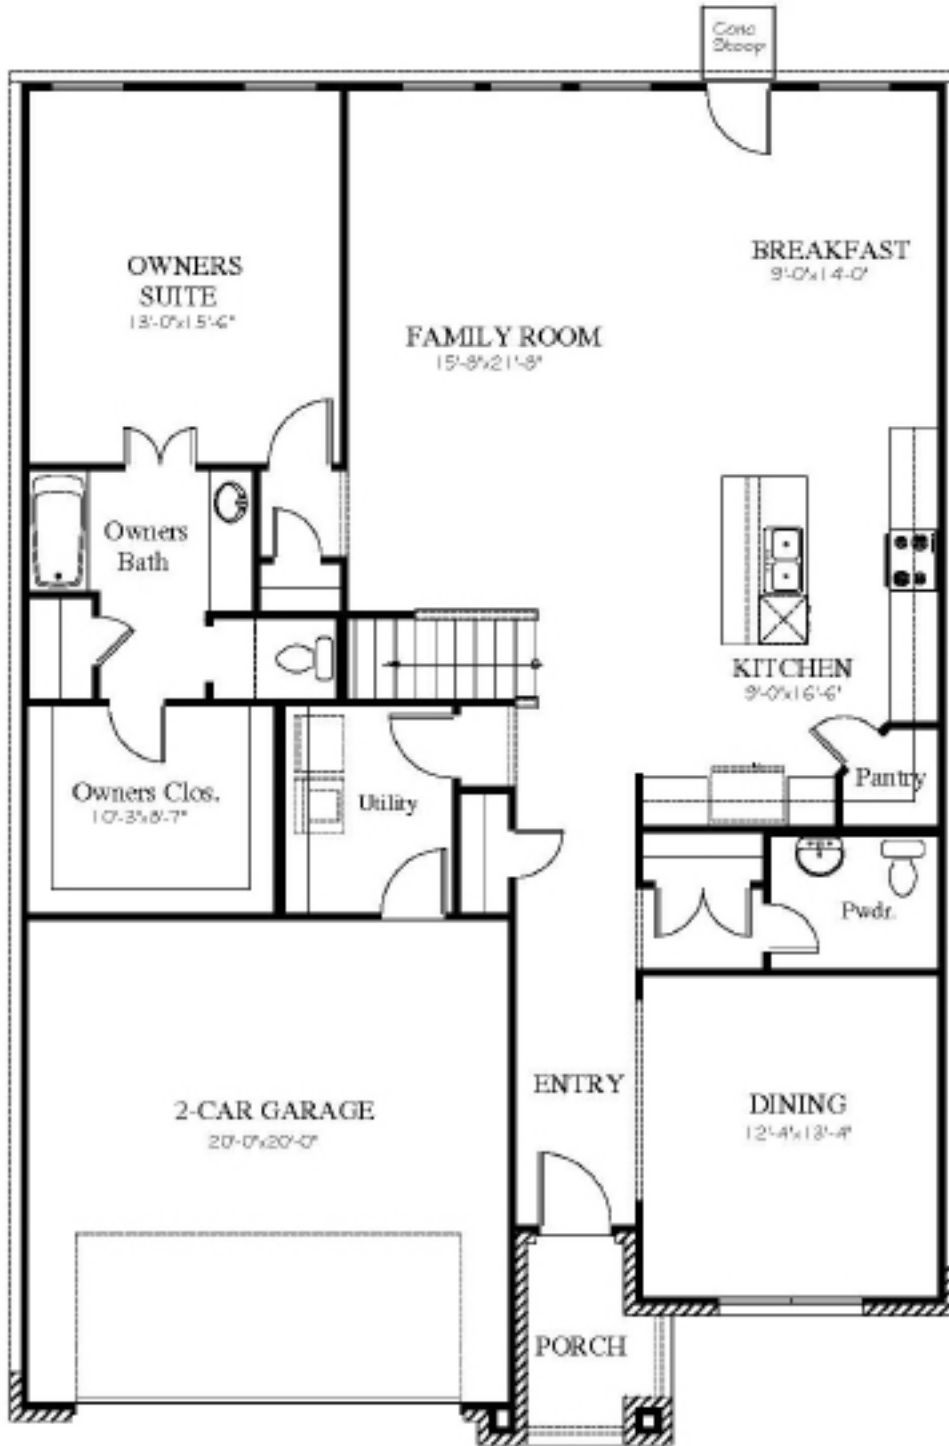 Conc
Stoop
OWNERS
SUITE
13'-0"x15'-6"
FAMILY ROOM
15'-8"x21'-8"
BREAKFAST
9'-0"x14'-0"
Owners
Bath
KITCHEN
9'-0"x16'-6"
Owners Clos.
10'-3"x8'-7"
Utility
Pantry
Pwdr.
2-CAR GARAGE
20'-0"x20'-0"
ENTRY
DINING
12'-4"x13'-4"
PORCH